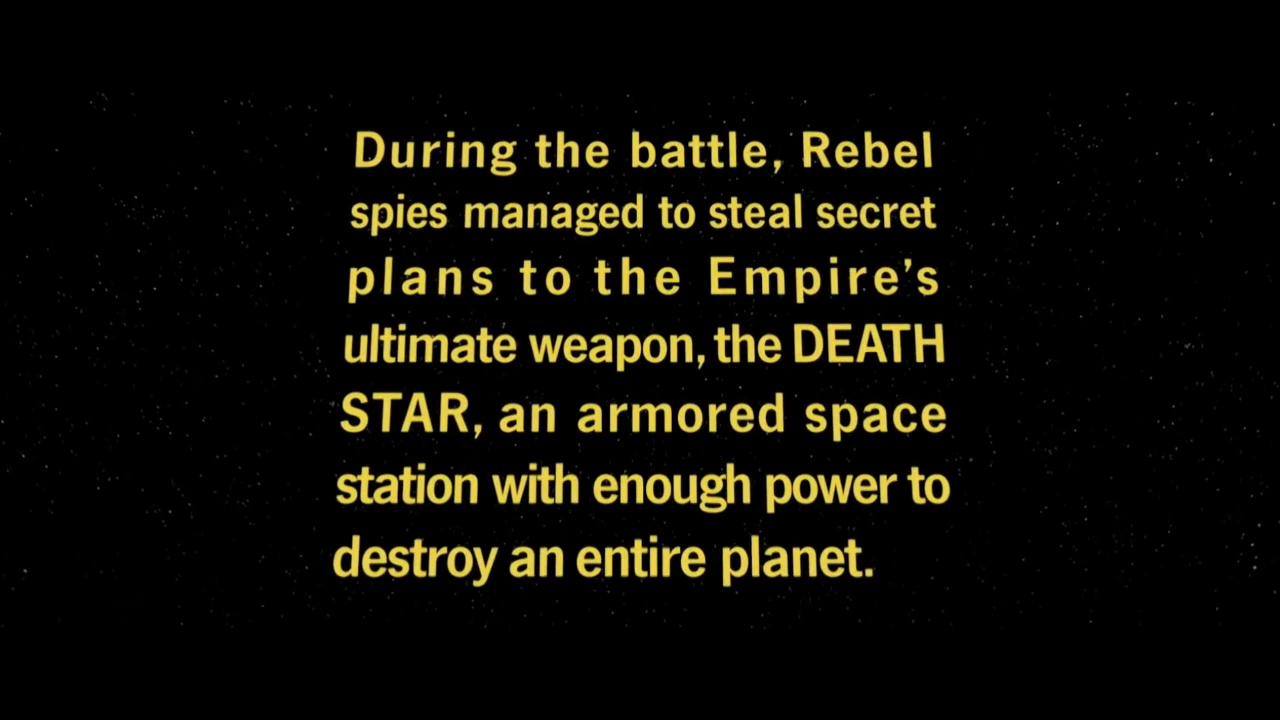 During the battle, Rebel
spies managed to steal secret
plans to the Empire’s
ultimate weapon, the DEATH
STAR, an armored space
station with enough power to
destroy an entire planet.